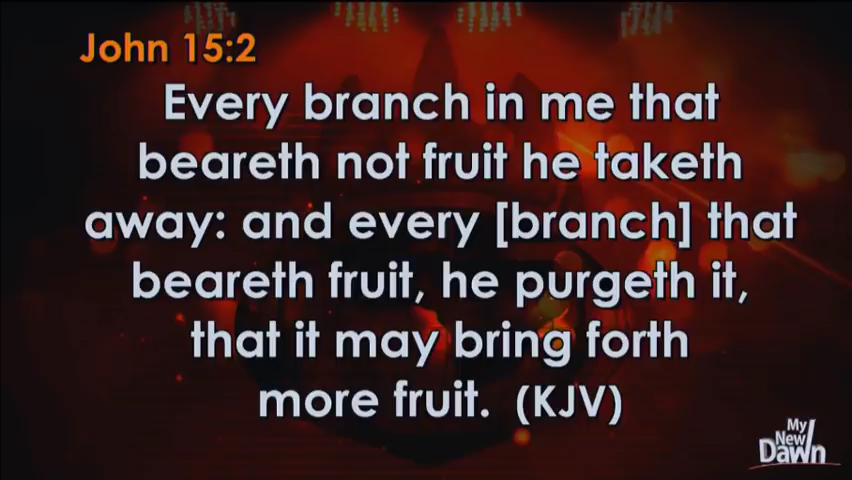 John 15:2
Every branch in me that
beareth not fruit he taketh
away: and every [branch] that
beareth fruit, he purgeth it,
that it may bring forth
more fruit. (KJV)
My
New
Dawn